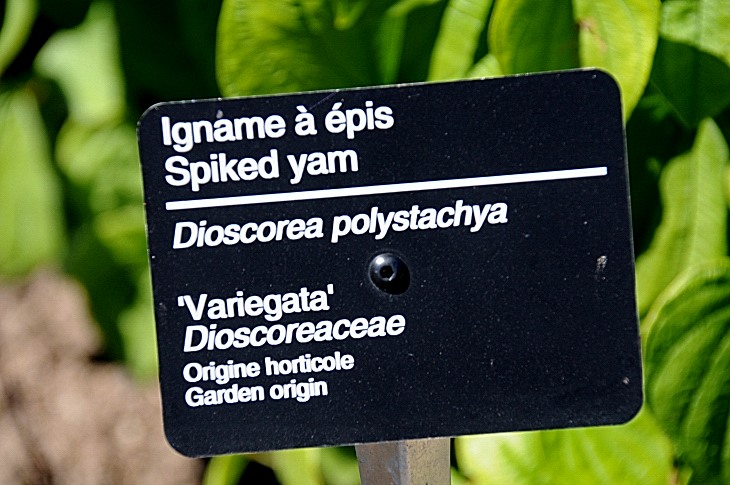 Igname à épis
Spiked yam
Dioscorea polystachya
'Variegata'
Dioscoreaceae
Origine horticole
Garden origin